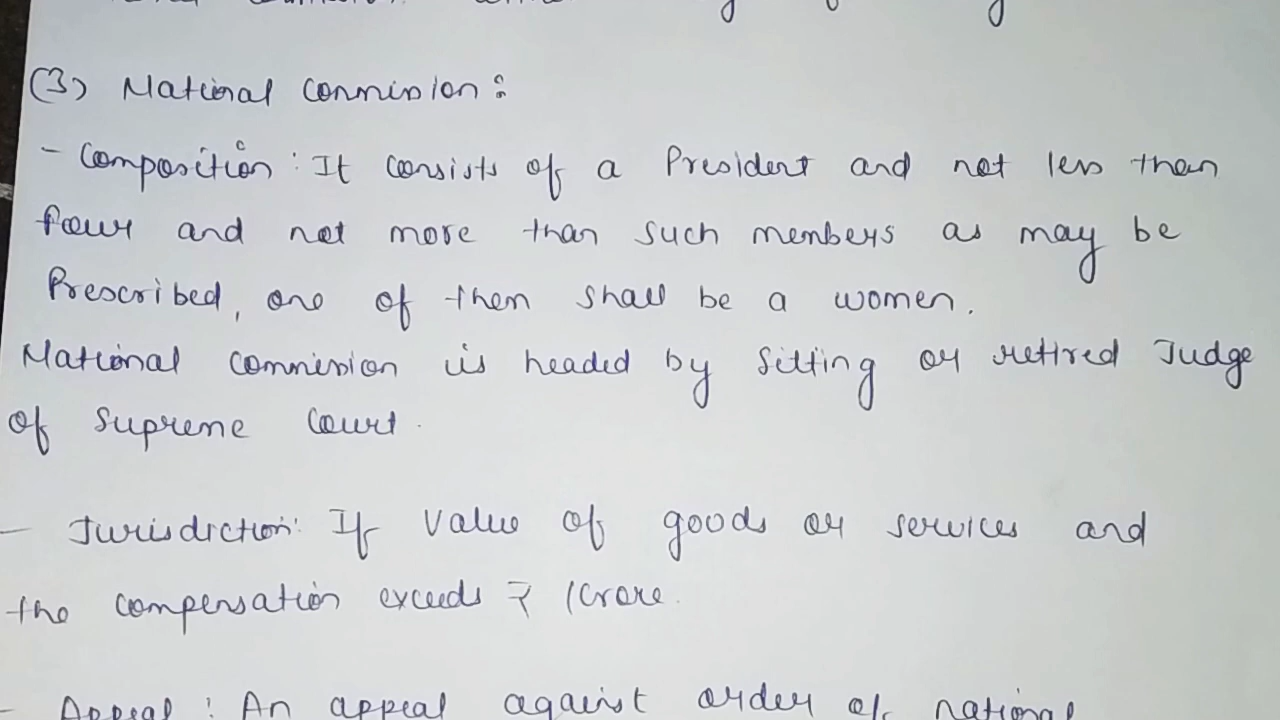 (3) National Commission:
- Composition: It consists of a President and not less than
four and not more than such members as may be
Prescribed, one of them shall be a women.
National Commission is headed by Sitting or retired Judge
of Supreme Court.
- Jurisdiction: If value of goods or services and
the compensation exceeds ₹ 1crore.
- Appeal: An appeal against order of national